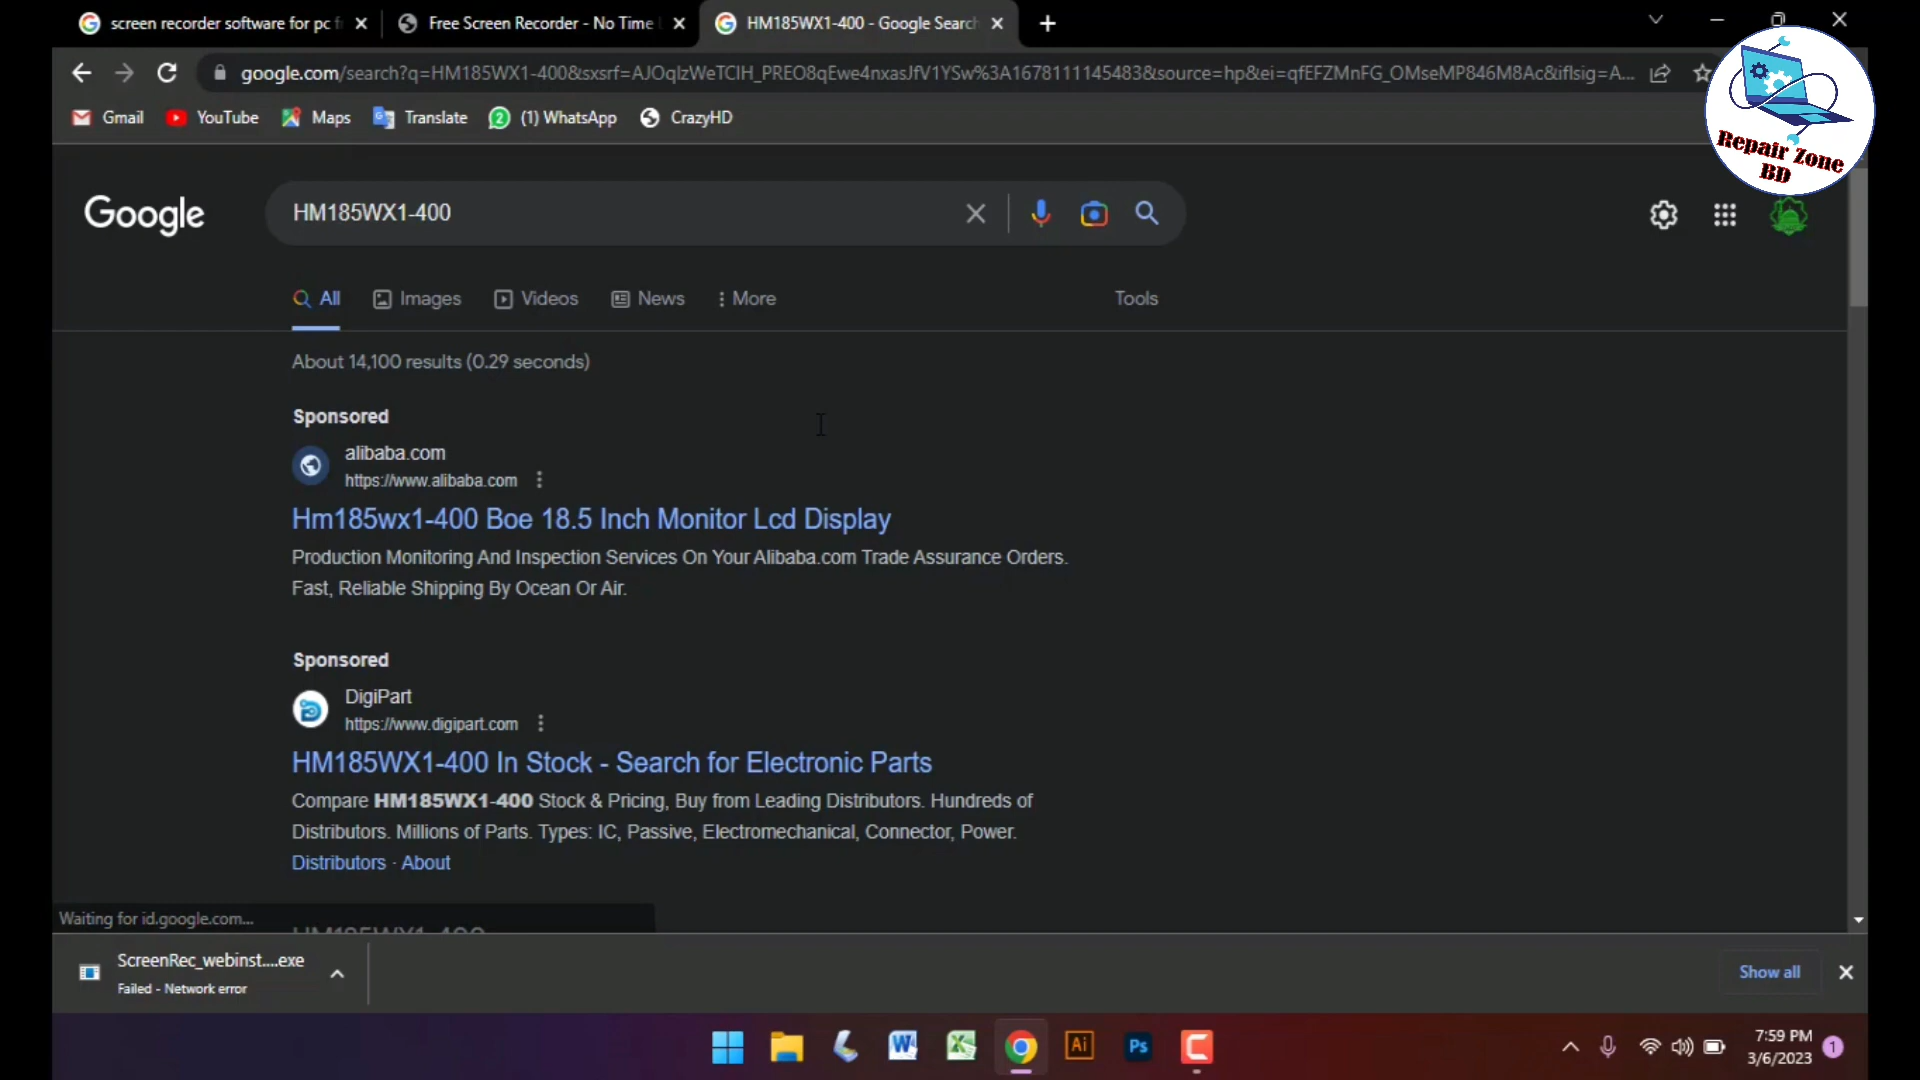 screen recorder software for pc f
Free Screen Recorder - No Time
HM185WX1-400 - Google Search
google.com/search?q=HM185WX1-400&sxsrf=AJOqlzWeTCIH_PREO8qEwe4nxasJfV1YSw%3A1678111145483&source=hp&ei=qfEFZMnFG_OMseMP846M8Ac&iflsig=A...
Gmail
YouTube
Maps
Translate
2
(1) WhatsApp
CrazyHD
Repair Zone
BD
Google
HM185WX1-400
All
Images
Videos
News
More
Tools
About 14,100 results (0.29 seconds)
Sponsored
alibaba.com
https://www.alibaba.com
Hm185wx1-400 Boe 18.5 Inch Monitor Lcd Display
Production Monitoring And Inspection Services On Your Alibaba.com Trade Assurance Orders.
Fast, Reliable Shipping By Ocean Or Air.
Sponsored
DigiPart
https://www.digipart.com
HM185WX1-400 In Stock - Search for Electronic Parts
Compare HM185WX1-400 Stock & Pricing, Buy from Leading Distributors. Hundreds of
Distributors. Millions of Parts. Types: IC, Passive, Electromechanical, Connector, Power.
Distributors · About
HM185WX1-400
Waiting for id.google.com...
ScreenRec_webinst....exe
Failed - Network error
Show all
W
X
Ai
Ps
C
7:59 PM
3/6/2023
1